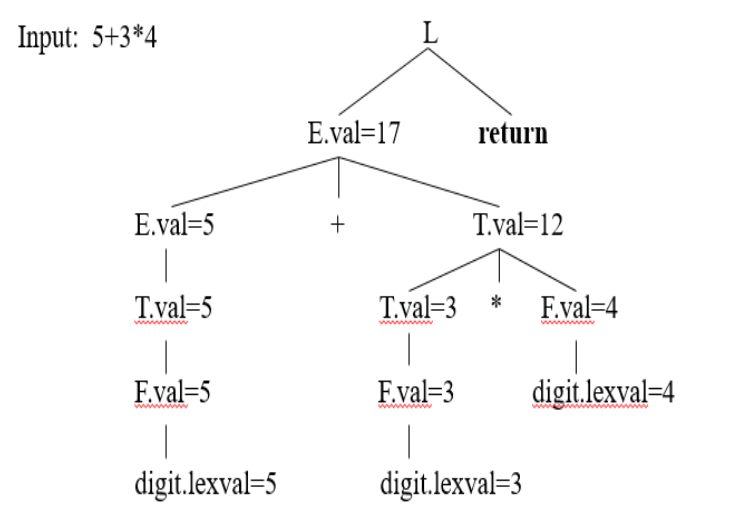 Input: 5+3*4
L
E.val=17 return
E.val=5 + T.val=12
T.val=5 T.val=3 * F.val=4
F.val=5 F.val=3 digit.lexval=4
digit.lexval=5 digit.lexval=3